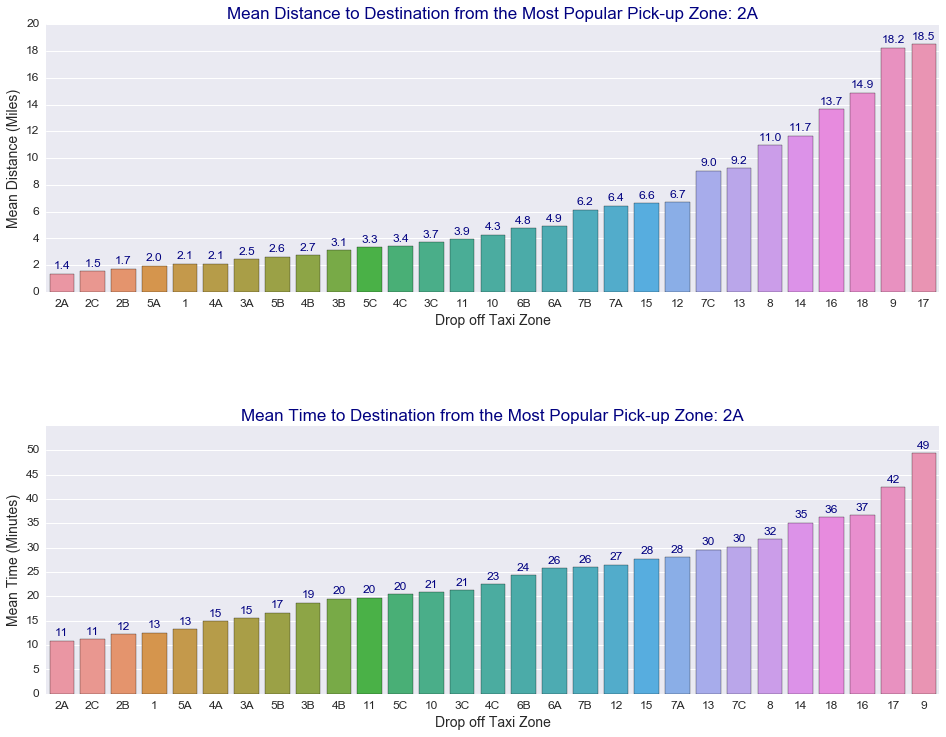 Mean Distance to Destination from the Most Popular Pick-up Zone: 2A
Mean Distance (Miles)
20
18
16
14
12
10
8
6
4
2
0
1.4 1.5 1.7 2.0 2.1 2.1 2.5 2.6 2.7 3.1 3.3 3.4 3.7 3.9 4.3 4.8 4.9 6.2 6.4 6.6 6.7 9.0 9.2 11.0 11.7 13.7 14.9 18.2 18.5
2A 2C 2B 5A 1 4A 3A 5B 4B 3B 5C 4C 3C 11 10 6B 6A 7B 7A 15 12 7C 13 8 14 16 18 9 17
Drop off Taxi Zone
Mean Time to Destination from the Most Popular Pick-up Zone: 2A
Mean Time (Minutes)
50
45
40
35
30
25
20
15
10
5
0
11 11 12 13 13 15 15 17 19 20 20 20 21 21 23 24 26 26 27 28 28 30 30 32 35 36 37 42 49
2A 2C 2B 1 5A 4A 3A 5B 3B 4B 11 5C 10 3C 4C 6B 6A 7B 12 15 7A 13 7C 8 14 18 16 17 9
Drop off Taxi Zone